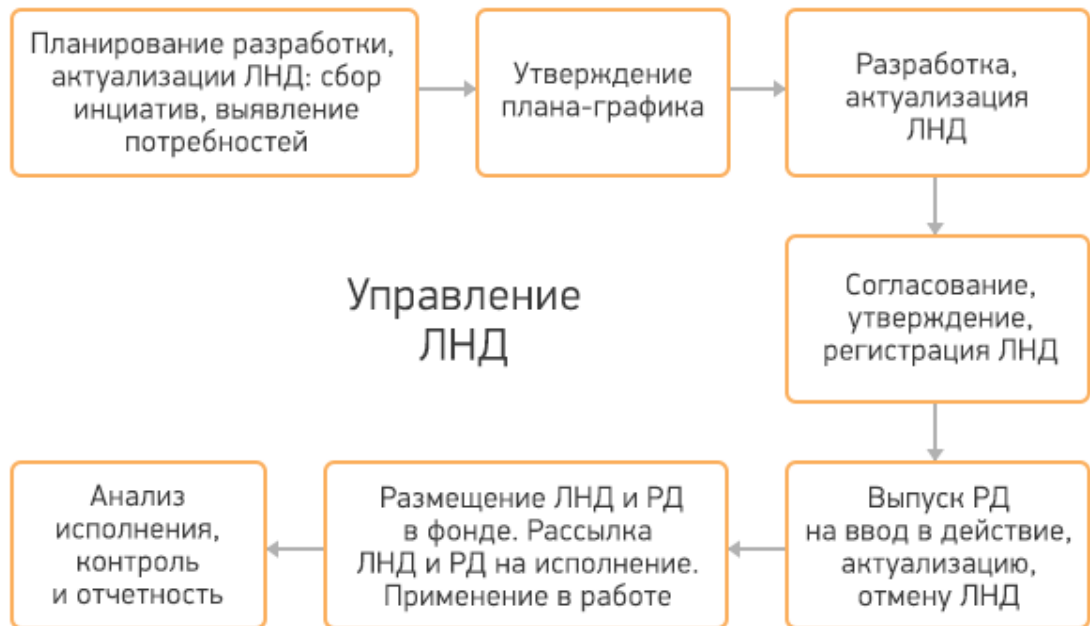 Планирование разработки,
актуализации ЛНД: сбор
инциатив, выявление
потребностей
Утверждение
плана-графика
Разработка,
актуализация
ЛНД
Управление
ЛНД
Согласование,
утверждение,
регистрация ЛНД
Выпуск РД
на ввод в действие,
актуализацию,
отмену ЛНД
Размещение ЛНД и РД
в фонде. Рассылка
ЛНД и РД на исполнение.
Применение в работе
Анализ
исполнения,
контроль
и отчетность